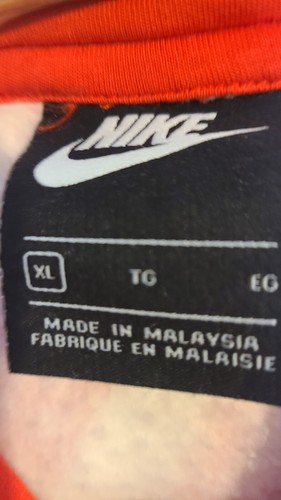 NIKE
XL TG EG
MADE IN MALAYSIA
FABRIQUE EN MALAISIE